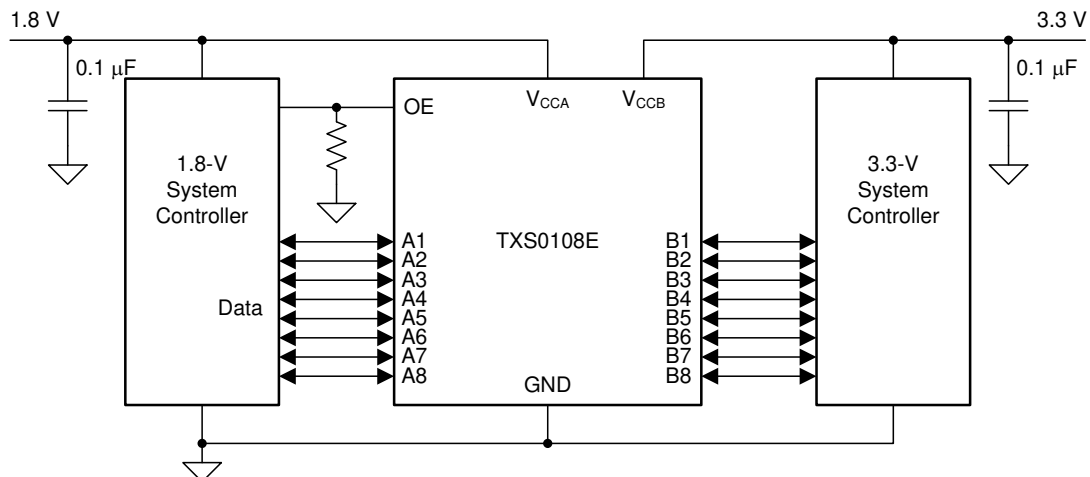 1.8 V
3.3 V
0.1 μF
0.1 μF
VCCA
VCCB
OE
1.8-V
System
Controller
3.3-V
System
Controller
TXS0108E
Data
A1
A2
A3
A4
A5
A6
A7
A8
B1
B2
B3
B4
B5
B6
B7
B8
GND